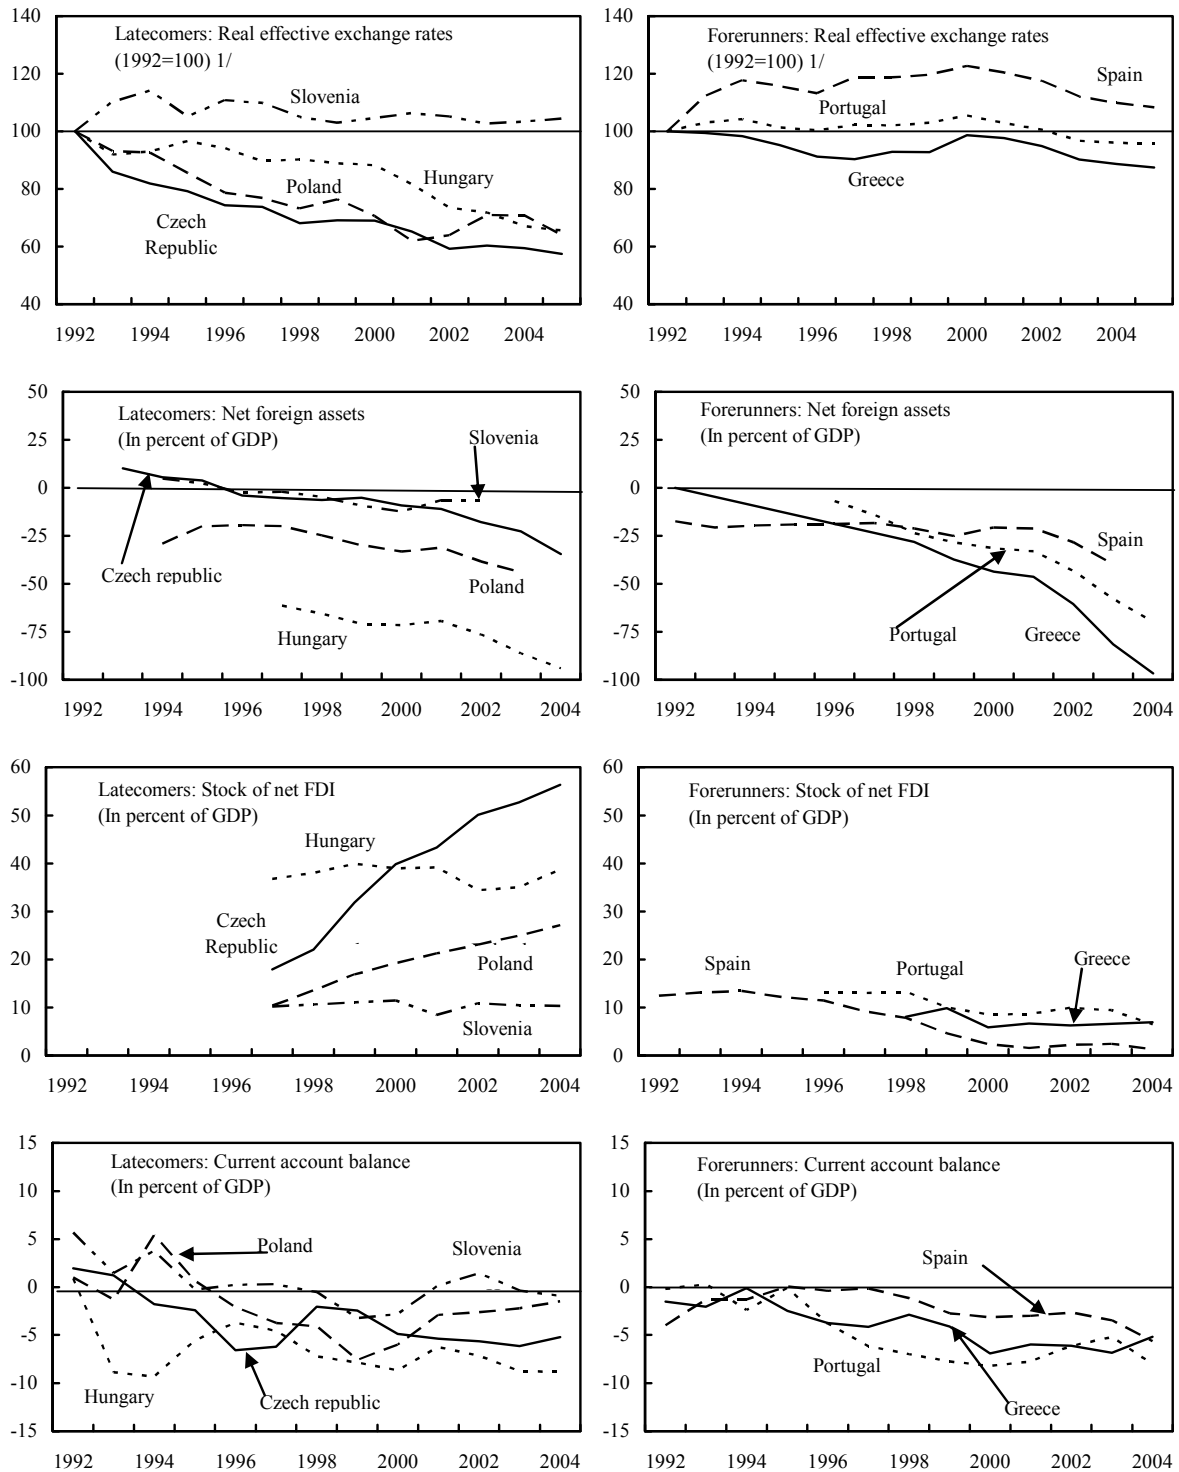 Latecomers: Real effective exchange rates
(1992=100) 1/
140
120
100
80
60
40
Slovenia
Hungary
Poland
Czech
Republic
1992 1994 1996 1998 2000 2002 2004
Forerunners: Real effective exchange rates
(1992=100) 1/
140
120
100
80
60
40
Spain
Portugal
Greece
1992 1994 1996 1998 2000 2002 2004
Latecomers: Net foreign assets
(In percent of GDP)
50
25
0
-25
-50
-75
-100
Slovenia
Czech republic
Poland
Hungary
1992 1994 1996 1998 2000 2002 2004
Forerunners: Net foreign assets
(In percent of GDP)
50
25
0
-25
-50
-75
-100
Spain
Portugal
Greece
1992 1994 1996 1998 2000 2002 2004
Latecomers: Stock of net FDI
(In percent of GDP)
60
50
40
30
20
10
0
Hungary
Czech
Republic
Poland
Slovenia
1992 1994 1996 1998 2000 2002 2004
Forerunners: Stock of net FDI
(In percent of GDP)
60
50
40
30
20
10
0
Spain
Portugal
Greece
1992 1994 1996 1998 2000 2002 2004
Latecomers: Current account balance
(In percent of GDP)
15
10
5
0
-5
-10
-15
Poland
Slovenia
Hungary
Czech republic
1992 1994 1996 1998 2000 2002 2004
Forerunners: Current account balance
(In percent of GDP)
15
10
5
0
-5
-10
-15
Spain
Portugal
Greece
1992 1994 1996 1998 2000 2002 2004